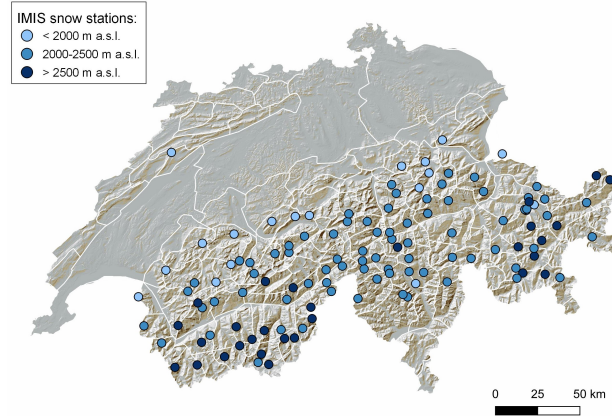 IMIS snow stations:
< 2000 m a.s.l.
2000-2500 m a.s.l.
> 2500 m a.s.l.
0 25 50 km